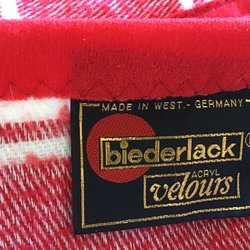 MADE IN WEST.- GERMANY
biederlack
ACRYL
velours